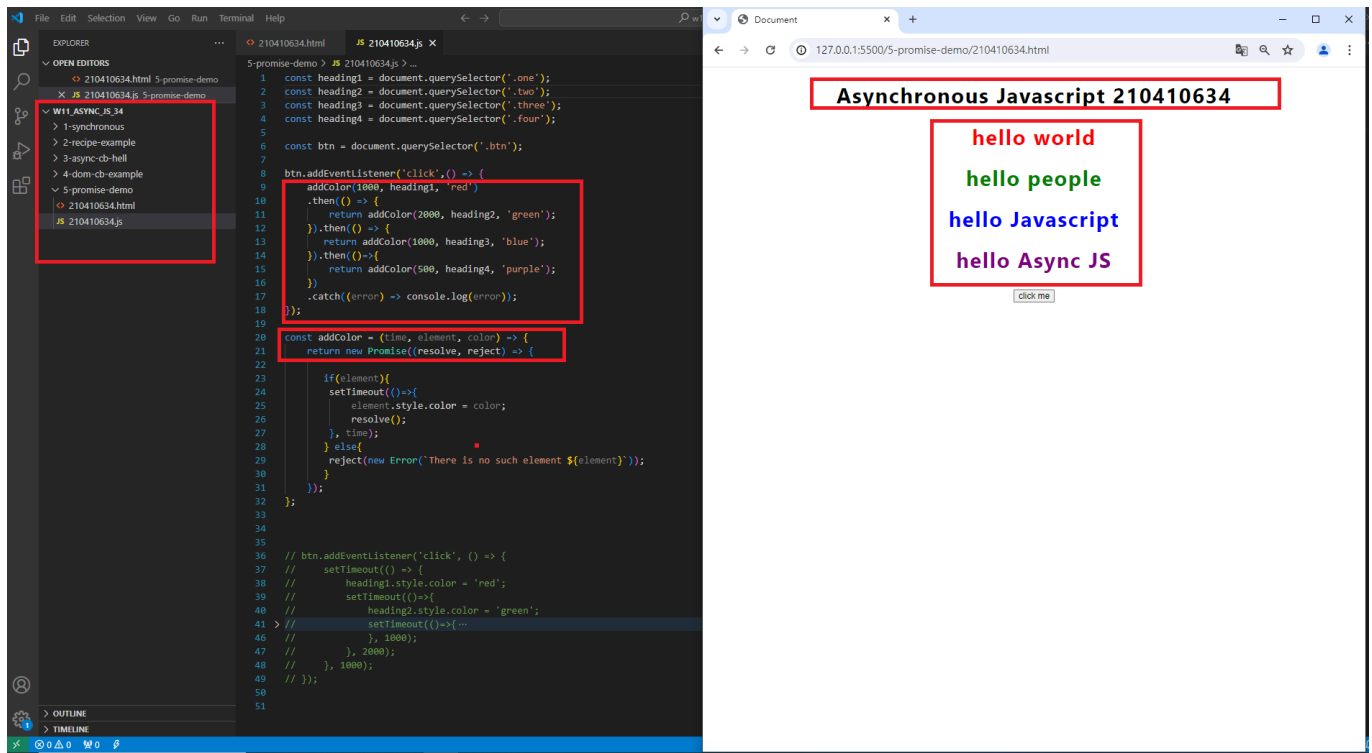 File Edit Selection View Go Run Terminal Help
EXPLORER
OPEN EDITORS
210410634.html 5-promise-demo
JS 210410634.js 5-promise-demo
W11_ASYNC_JS_34
1-synchronous
2-recipe-example
3-async-cb-hell
4-dom-cb-example
5-promise-demo
210410634.html
JS 210410634.js
OUTLINE
TIMELINE
0 0 0
210410634.html JS 210410634.js
5-promise-demo > JS 210410634.js > ...
1 const heading1 = document.querySelector('.one');
2 const heading2 = document.querySelector('.two');
3 const heading3 = document.querySelector('.three');
4 const heading4 = document.querySelector('.four');
5
6 const btn = document.querySelector('.btn');
7
8 btn.addEventListener('click',() => {
9 addColor(1000, heading1, 'red')
10 .then(() => {
11 return addColor(2000, heading2, 'green');
12 }).then(() => {
13 return addColor(1000, heading3, 'blue');
14 }).then(()=>{
15 return addColor(500, heading4, 'purple');
16 })
17 .catch((error) => console.log(error));
18 });
19
20 const addColor = (time, element, color) => {
21 return new Promise((resolve, reject) => {
22
23 if(element){
24 setTimeout(()=>{
25 element.style.color = color;
26 resolve();
27 }, time);
28 } else{
29 reject(new Error(`There is no such element ${element}`));
30 }
31 });
32 };
33
34
35
36 // btn.addEventListener('click', () => {
37 // setTimeout(() => {
38 // heading1.style.color = 'red';
39 // setTimeout(()=>{
40 // heading2.style.color = 'green';
41 // setTimeout(()=>{ ...
46 // }, 1000);
47 // }, 2000);
48 // }, 1000);
49 // });
50
51
Document
127.0.0.1:5500/5-promise-demo/210410634.html
Asynchronous Javascript 210410634
hello world
hello people
hello Javascript
hello Async JS
click me